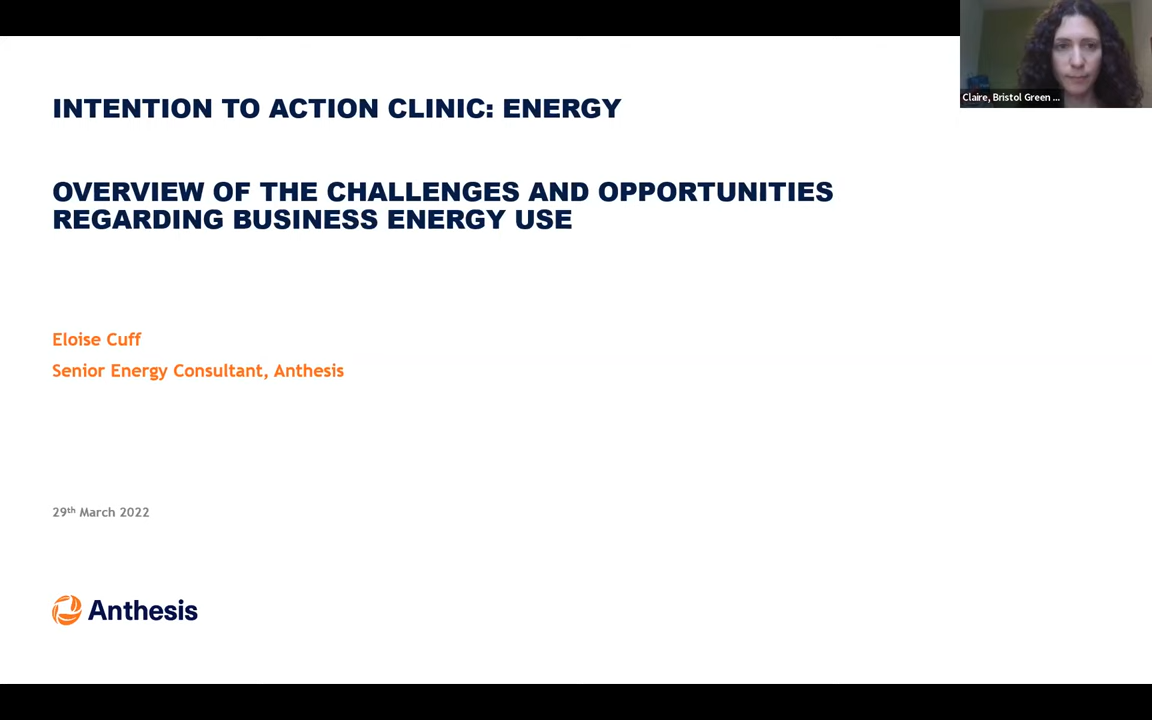 Claire, Bristol Green ...
INTENTION TO ACTION CLINIC: ENERGY
OVERVIEW OF THE CHALLENGES AND OPPORTUNITIES
REGARDING BUSINESS ENERGY USE
Eloise Cuff
Senior Energy Consultant, Anthesis
29th March 2022
Anthesis